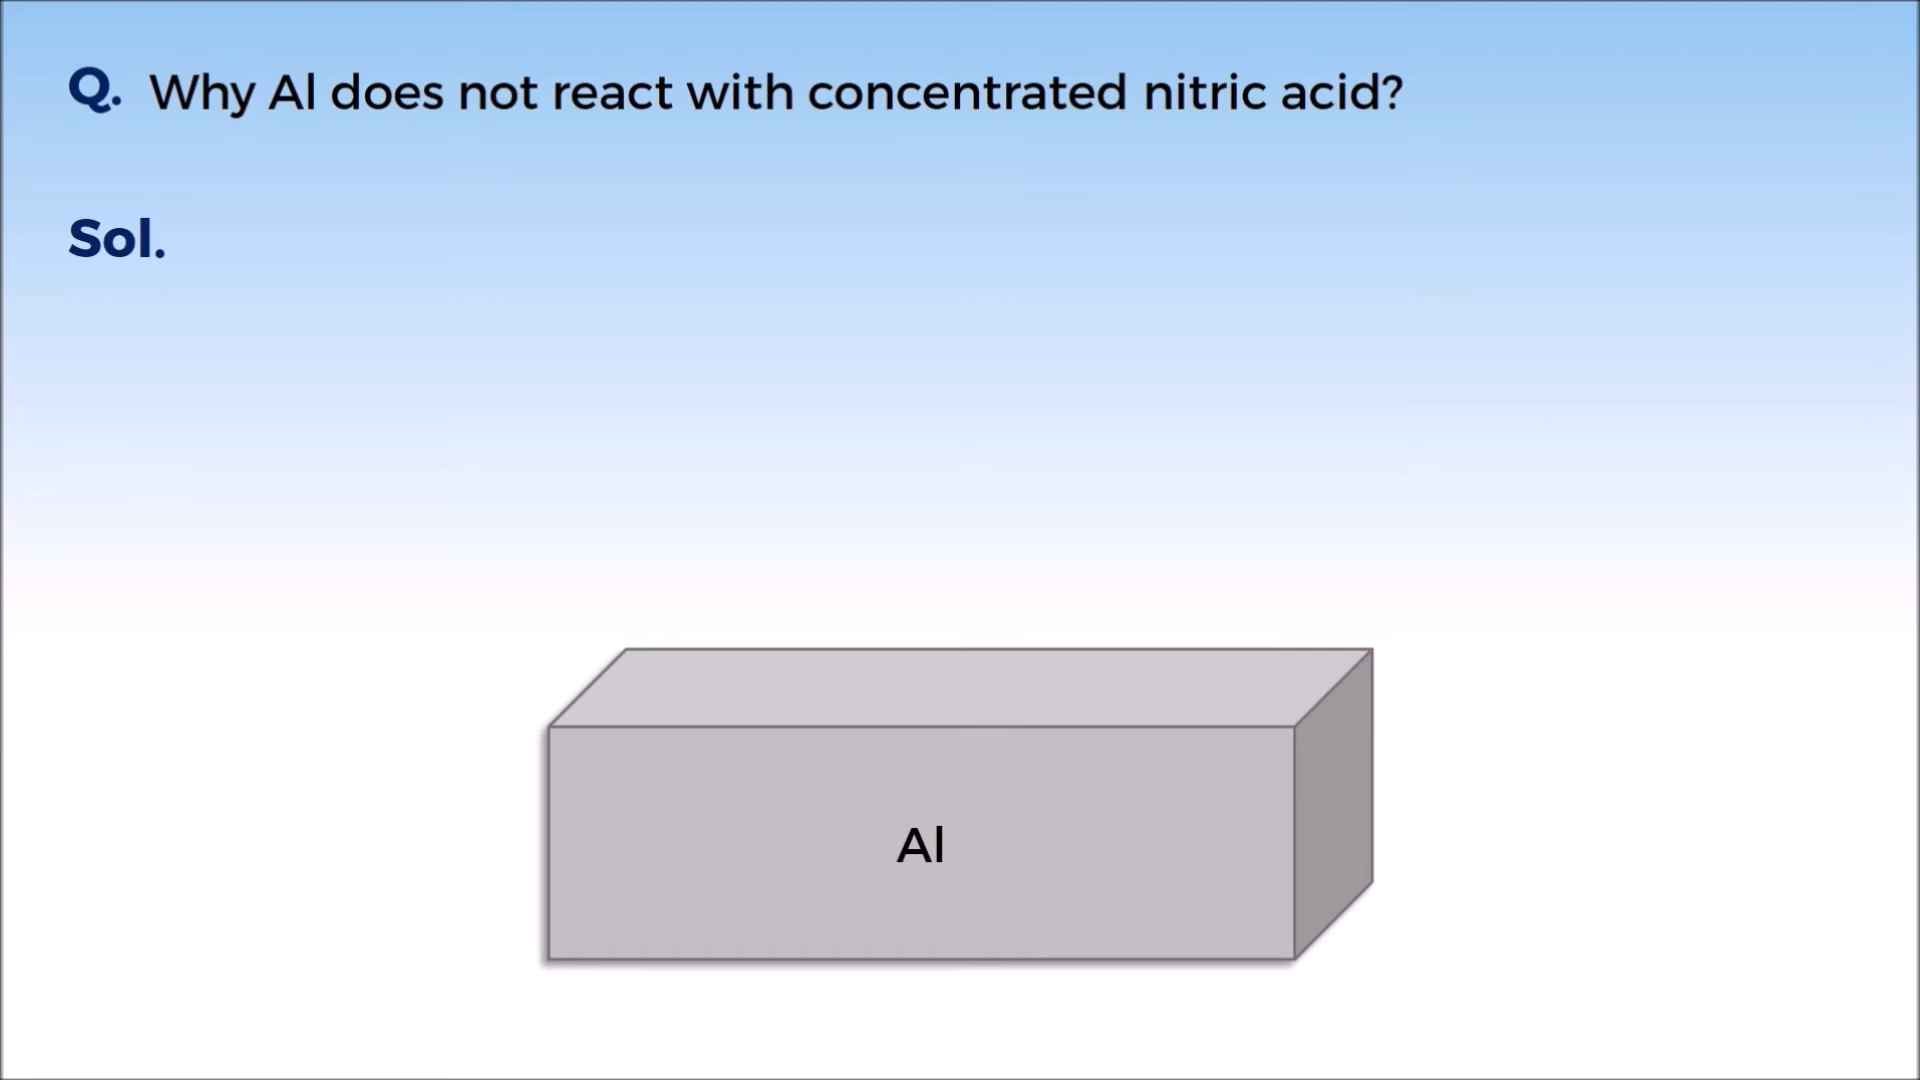 Q. Why Al does not react with concentrated nitric acid?
Sol.
Al